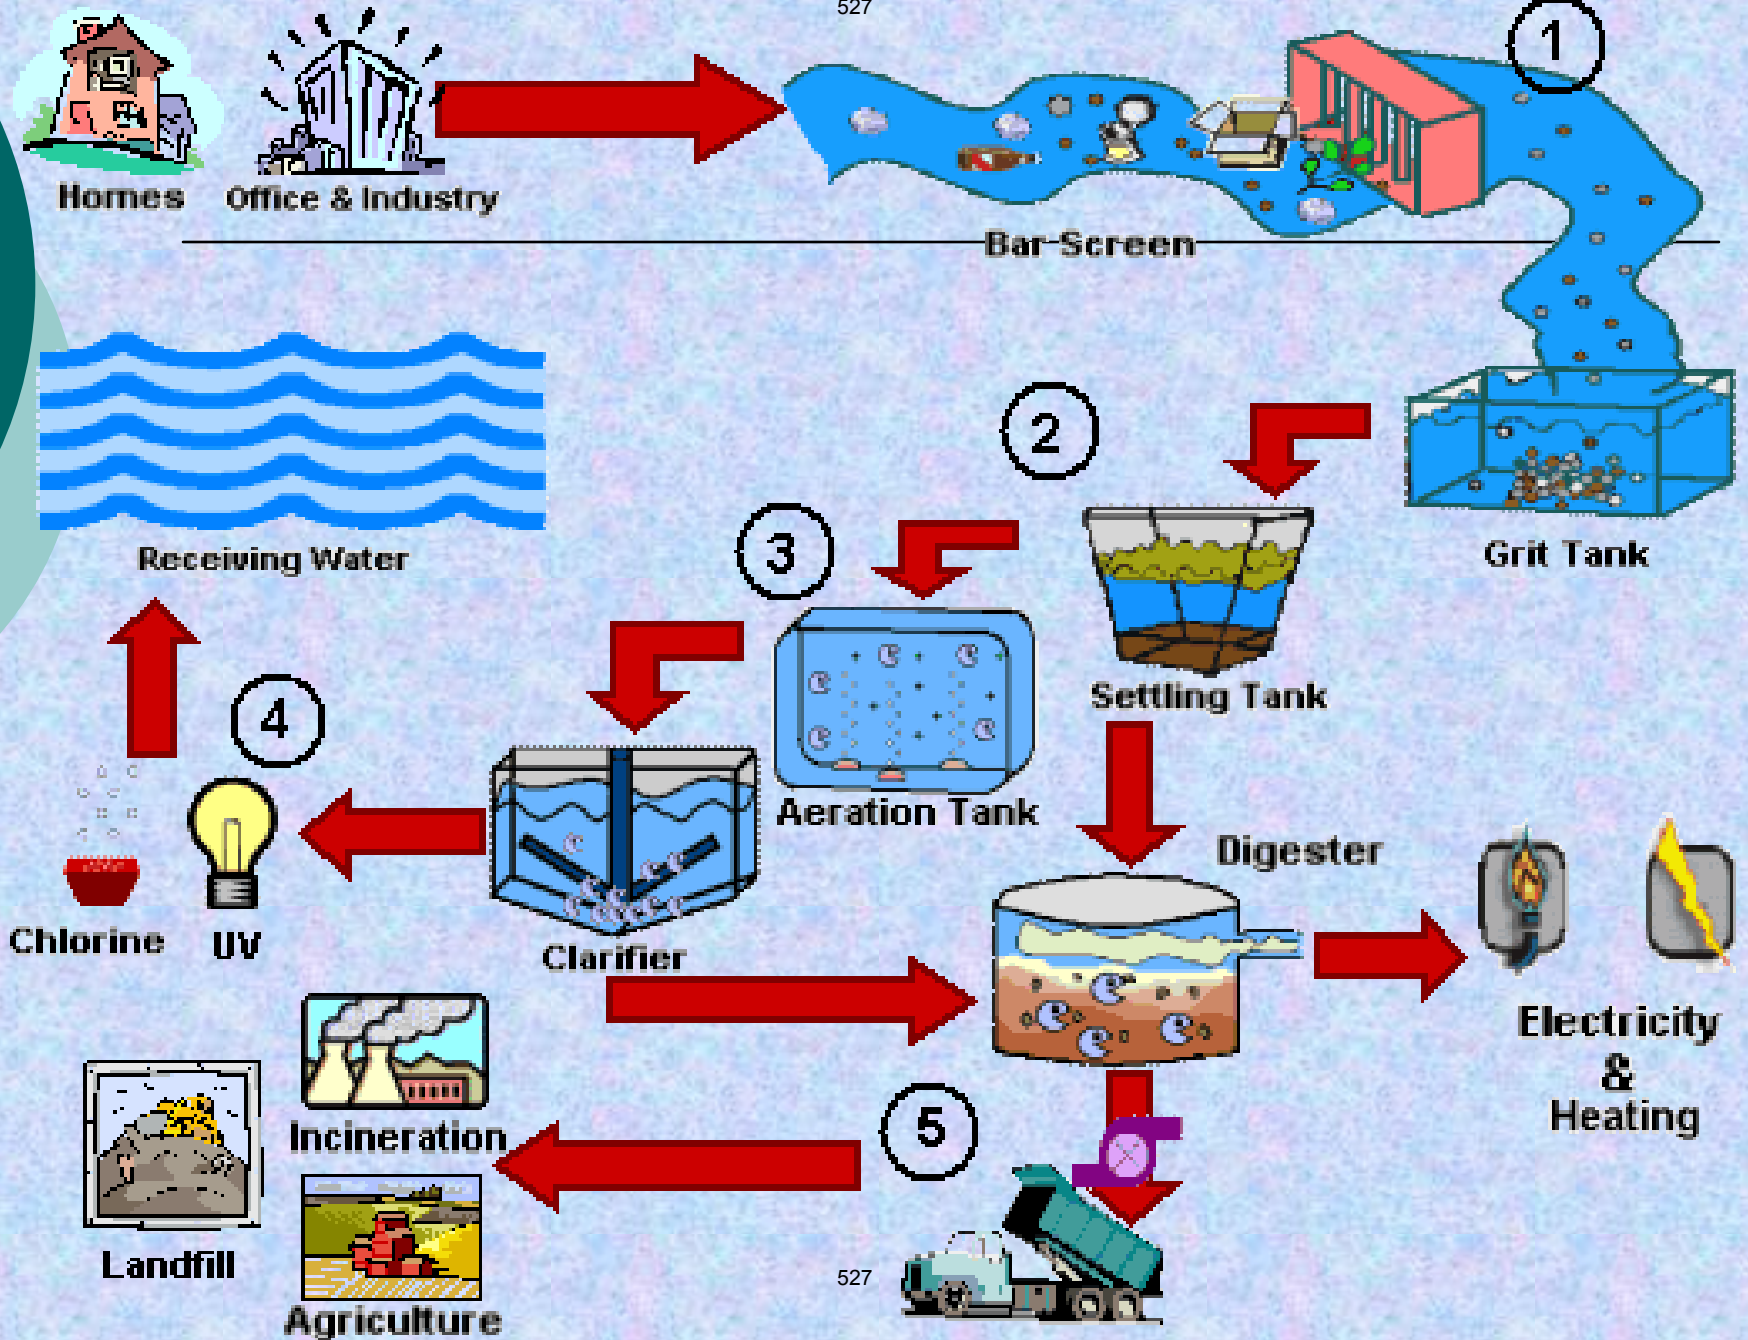 527
1
Homes
Office & Industry
Bar Screen
2
3
Receiving Water
Grit Tank
4
Settling Tank
Aeration Tank
Digester
Chlorine
UV
Clarifier
Electricity
&
Heating
5
Incineration
Landfill
527
Agriculture